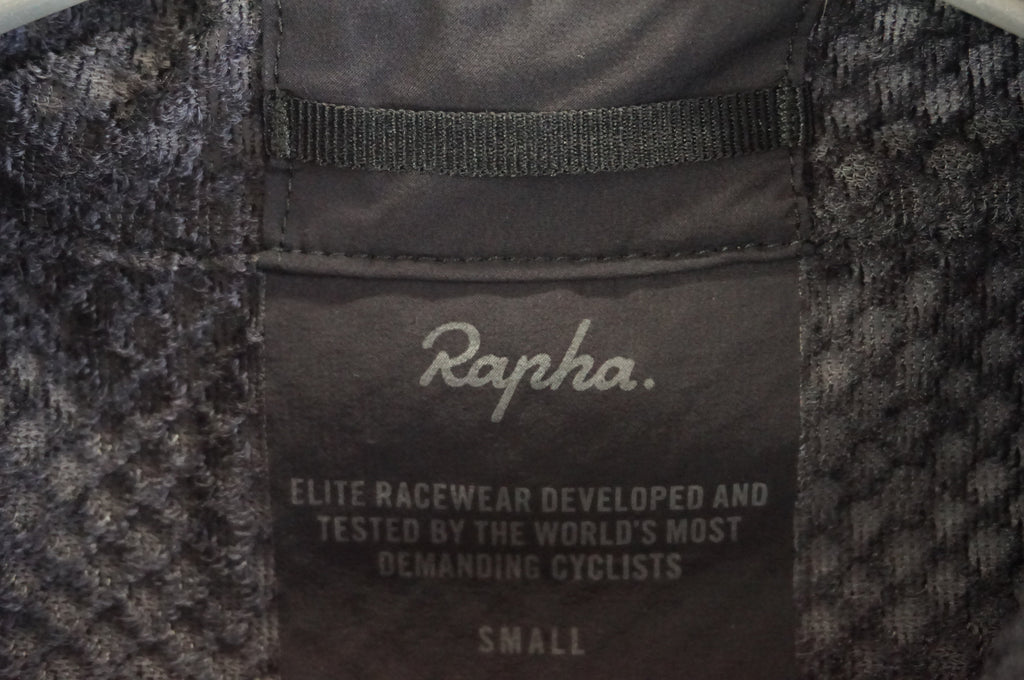 Rapha.
ELITE RACEWEAR DEVELOPED AND
TESTED BY THE WORLD'S MOST
DEMANDING CYCLISTS
SMALL